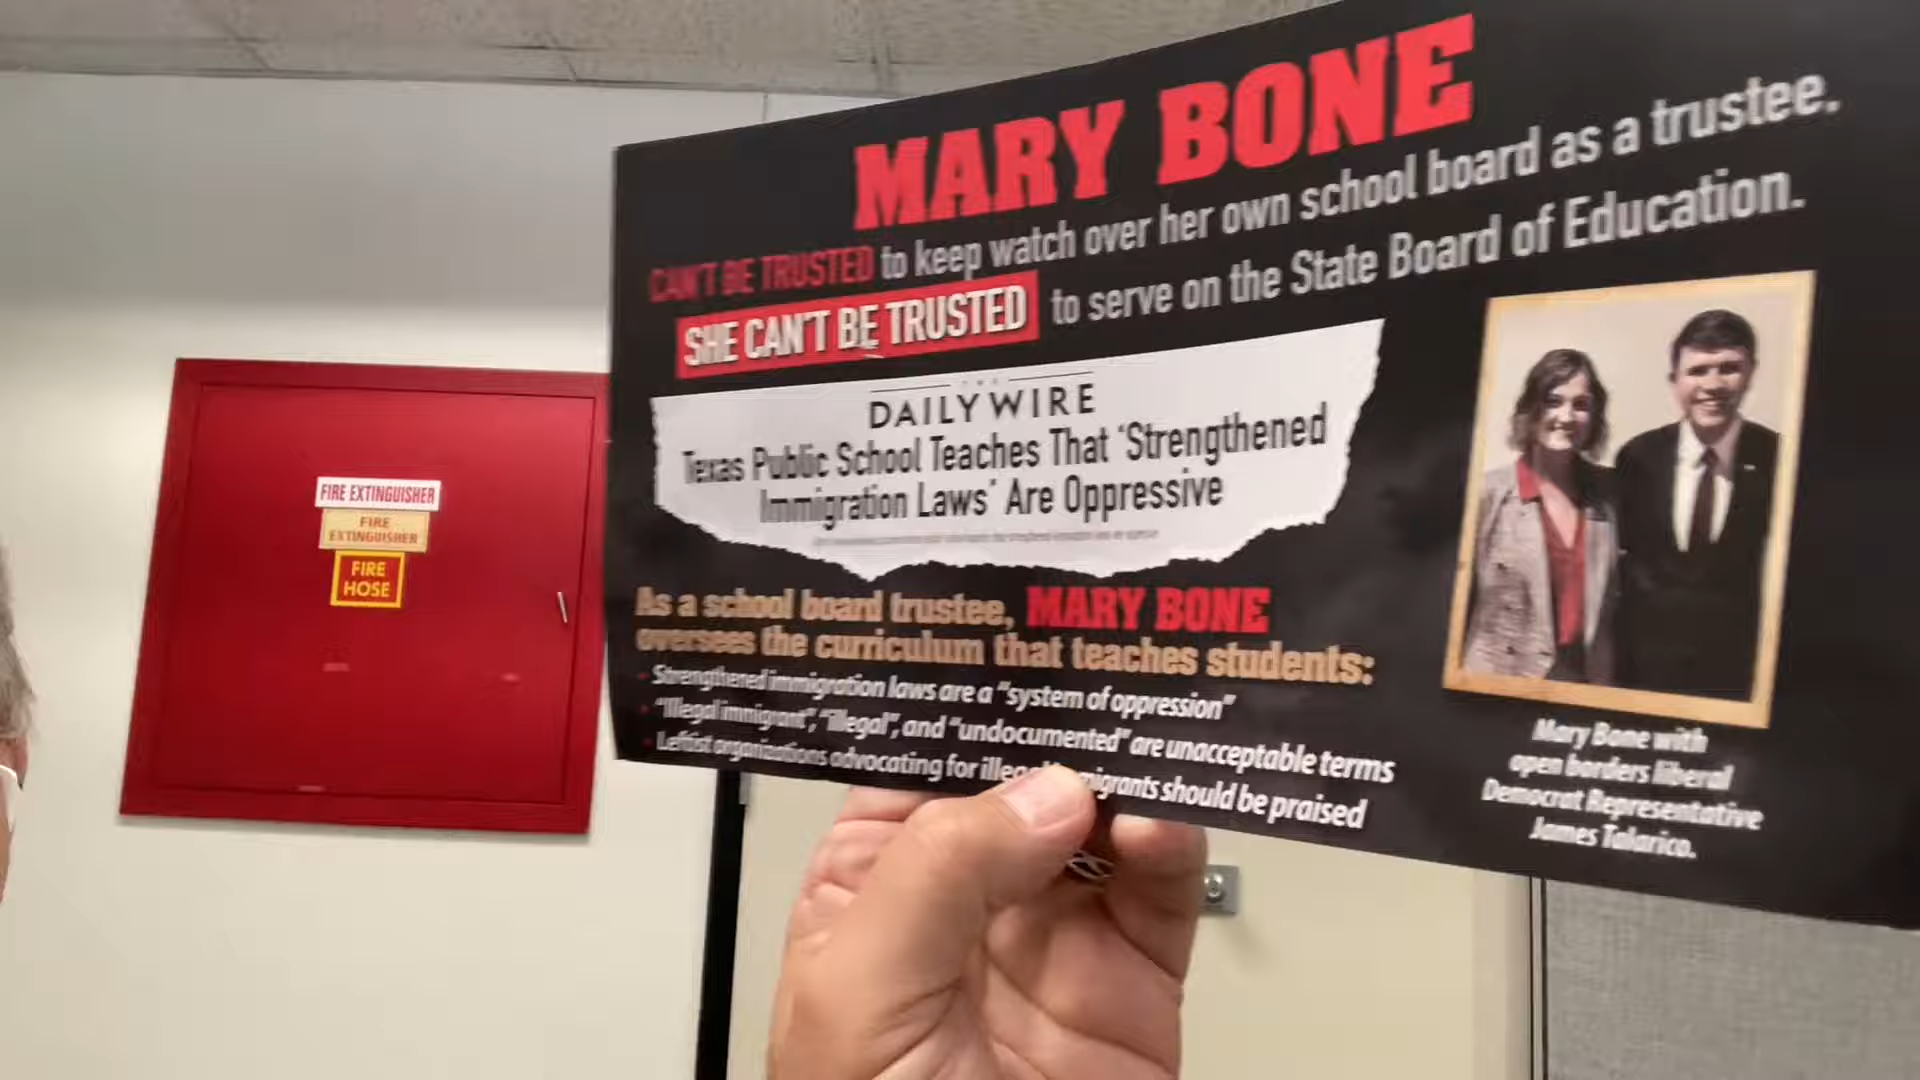 MARY BONE
CAN'T BE TRUSTED to keep watch over her own school board as a trustee.
SHE CAN'T BE TRUSTED to serve on the State Board of Education.
DAILY WIRE
Texas Public School Teaches That ‘Strengthened
Immigration Laws’ Are Oppressive
As a school board trustee, MARY BONE
oversees the curriculum that teaches students:
• Strengthened immigration laws are a “system of oppression”
• “Illegal immigrant”, “illegal”, and “undocumented” are unacceptable terms
• Leftist organizations advocating for illegal immigrants should be praised
Mary Bone with
open borders liberal
Democrat Representative
James Talarico.
FIRE EXTINGUISHER
FIRE
EXTINGUISHER
FIRE
HOSE